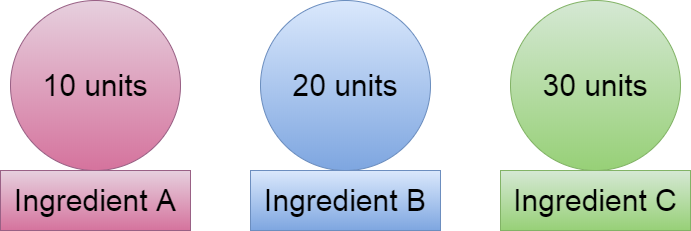 10 units
20 units
30 units
Ingredient A
Ingredient B
Ingredient C